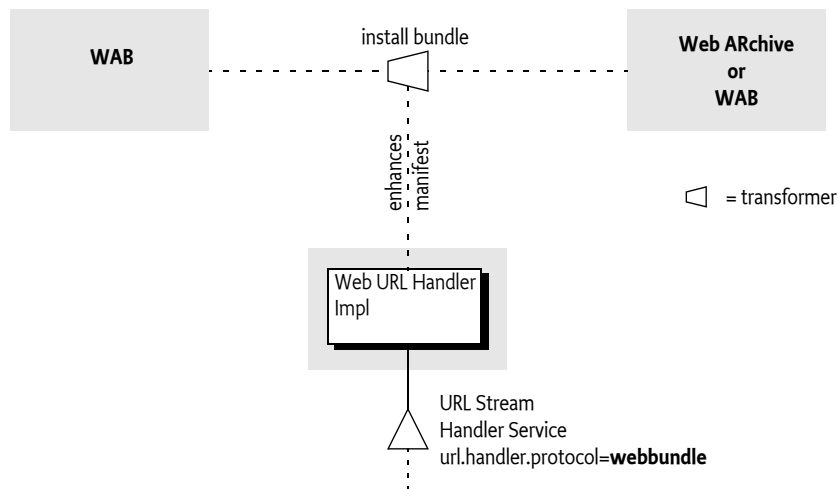 install bundle
WAB
Web ARchive
or
WAB
enhances
manifest
= transformer
Web URL Handler
Impl
URL Stream
Handler Service
url.handler.protocol=webbundle